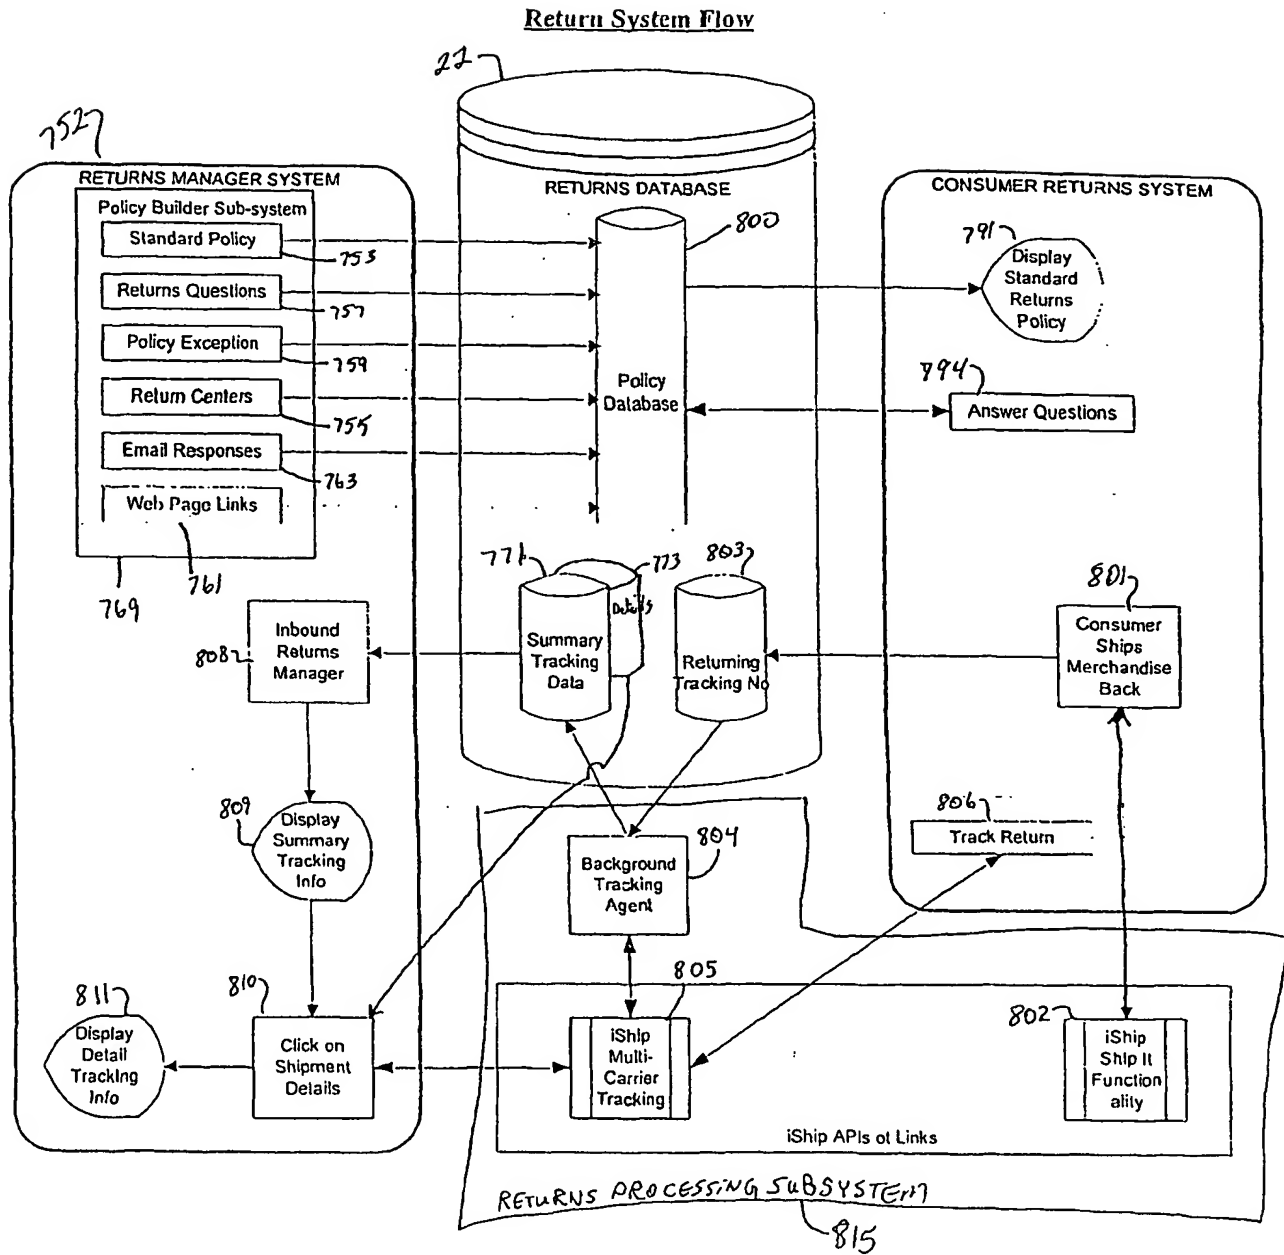 Return System Flow
22
752
RETURNS MANAGER SYSTEM
Policy Builder Sub-system
Standard Policy
753
Returns Questions
757
Policy Exception
759
Return Centers
755
Email Responses
763
Web Page Links
761
769
RETURNS DATABASE
800
Policy
Database
CONSUMER RETURNS SYSTEM
791
Display
Standard
Returns
Policy
894
Answer Questions
771
773
Details
Summary
Tracking
Data
803
Returning
Tracking No
801
Consumer
Ships
Merchandise
Back
808
Inbound
Returns
Manager
809
Display
Summary
Tracking
Info
804
Background
Tracking
Agent
806
Track Return
811
Display
Detail
Tracking
Info
810
Click on
Shipment
Details
805
iShip
Multi-
Carrier
Tracking
802
iShip
Ship It
Function
ality
iShip APIs ot Links
RETURNS PROCESSING SUBSYSTEM
815